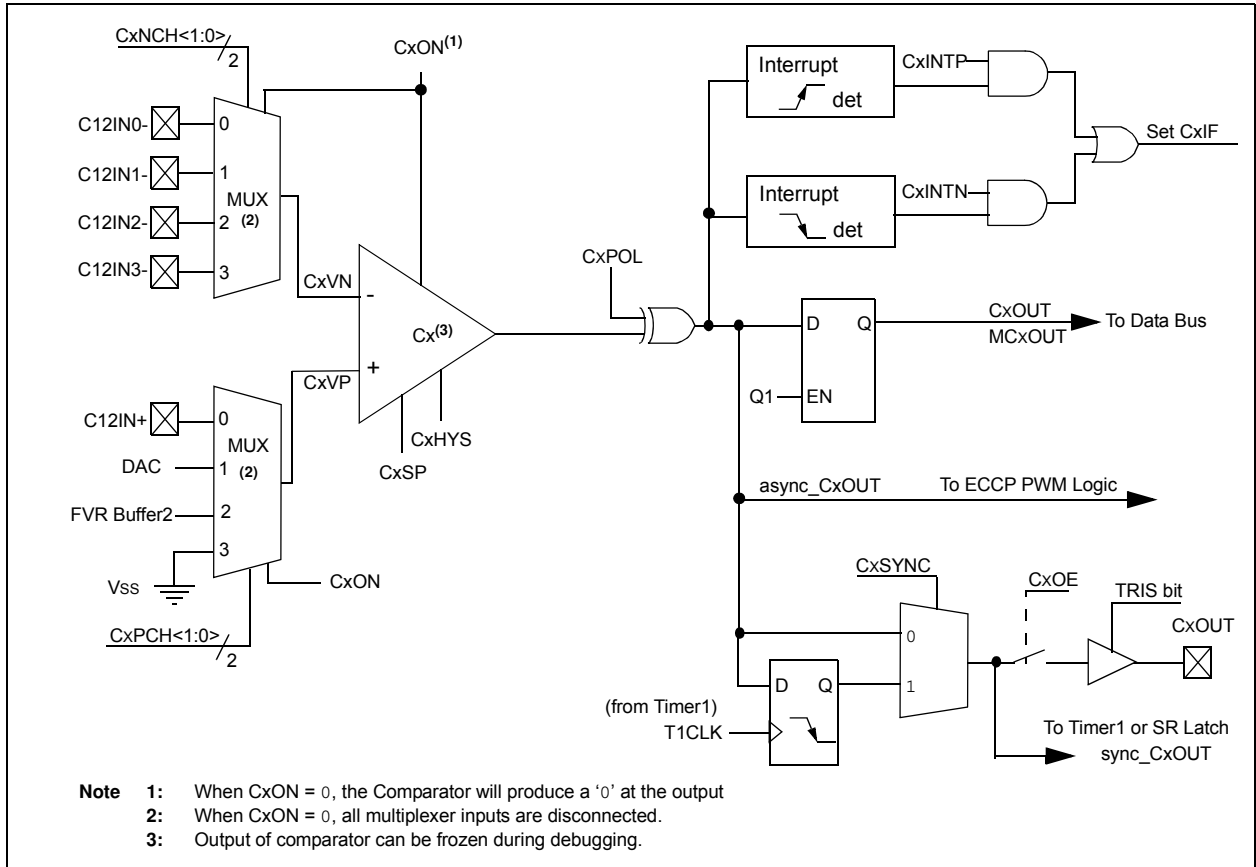 CxNCH<1:0>
2
CxON(1)
C12IN0-
C12IN1-
C12IN2-
C12IN3-
0
1
2
3
MUX
(2)
CxVN
-
Cx(3)
+
CxVP
CxHYS
CxSP
C12IN+
DAC
FVR Buffer2
VSS
0
1
2
3
MUX
(2)
CxON
CxPCH<1:0>
2
CxPOL
Interrupt
det
CxINTP
Interrupt
det
CxINTN
Set CxIF
D Q
EN
Q1
CxOUT
MCxOUT
To Data Bus
async_CxOUT
To ECCP PWM Logic
CxSYNC
0
1
CxOE
TRIS bit
CxOUT
D Q
(from Timer1)
T1CLK
To Timer1 or SR Latch
sync_CxOUT
Note 1: When CxON = 0, the Comparator will produce a ‘0’ at the output
2: When CxON = 0, all multiplexer inputs are disconnected.
3: Output of comparator can be frozen during debugging.